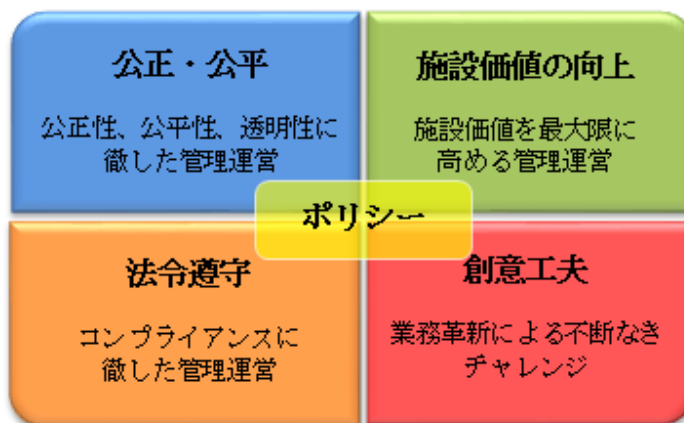 公正・公平
公正性、公平性、透明性に
徹した管理運営
施設価値の向上
施設価値を最大限に
高める管理運営
ポリシー
法令遵守
コンプライアンスに
徹した管理運営
創意工夫
業務革新による不断なき
チャレンジ